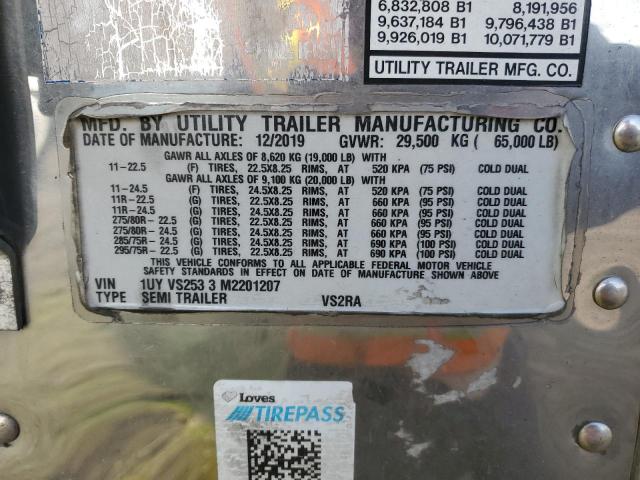 6,832,808 B1 8,191,956
9,637,184 B1 9,796,438 B1
9,926,019 B1 10,071,779 B1
UTILITY TRAILER MFG. CO.
MFD. BY UTILITY TRAILER MANUFACTURING CO.
DATE OF MANUFACTURE: 12/2019 GVWR: 29,500 KG ( 65,000 LB)
GAWR ALL AXLES OF 8,620 KG (19,000 LB) WITH
11-22.5 (F) TIRES, 22.5X8.25 RIMS, AT 520 KPA (75 PSI) COLD DUAL
GAWR ALL AXLES OF 9,100 KG (20,000 LB) WITH
11-24.5 (F) TIRES, 24.5X8.25 RIMS, AT 520 KPA (75 PSI) COLD DUAL
11R-22.5 (G) TIRES, 22.5X8.25 RIMS, AT 660 KPA (95 PSI) COLD DUAL
11R-24.5 (G) TIRES, 24.5X8.25 RIMS, AT 660 KPA (95 PSI) COLD DUAL
275/80R-22.5 (G) TIRES, 22.5X8.25 RIMS, AT 660 KPA (95 PSI) COLD DUAL
275/80R-24.5 (G) TIRES, 24.5X8.25 RIMS, AT 660 KPA (95 PSI) COLD DUAL
285/75R-24.5 (G) TIRES, 24.5X8.25 RIMS, AT 690 KPA (100 PSI) COLD DUAL
295/75R-22.5 (G) TIRES, 22.5X8.25 RIMS, AT 690 KPA (100 PSI) COLD DUAL
THIS VEHICLE CONFORMS TO ALL APPLICABLE FEDERAL MOTOR VEHICLE
SAFETY STANDARDS IN EFFECT ON DATE OF MANUFACTURE SHOWN ABOVE.
VIN 1UY VS253 3 M2201207
TYPE SEMI TRAILER VS2RA
Loves
TIREPASS